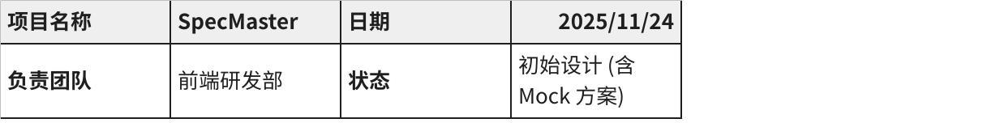 项目名称 SpecMaster 日期 2025/11/24
负责团队 前端研发部 状态 初始设计 (含
Mock 方案)